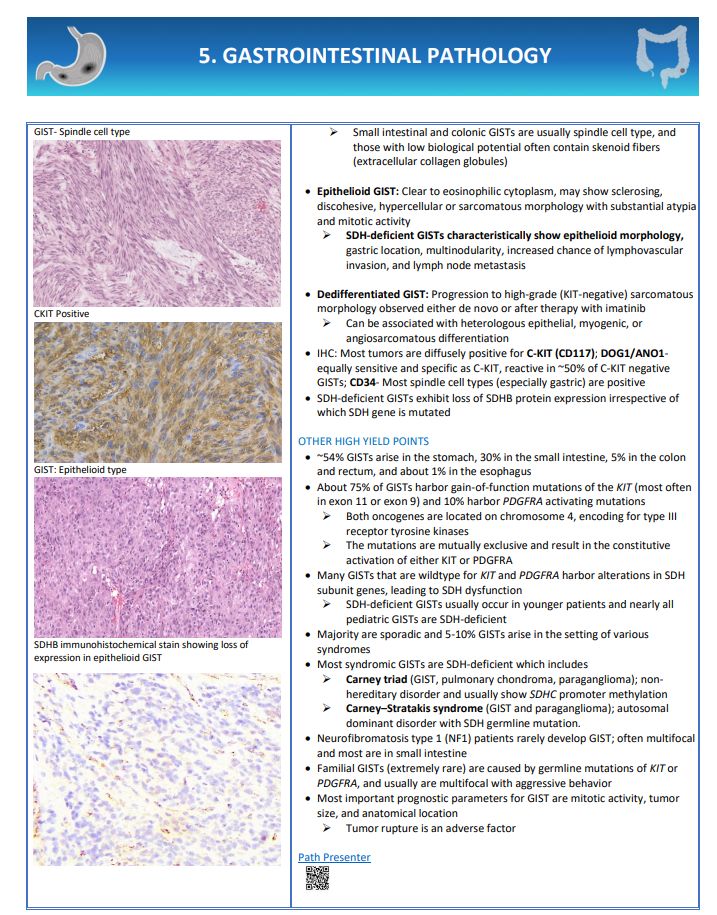 5. GASTROINTESTINAL PATHOLOGY
GIST- Spindle cell type
CKIT Positive
GIST: Epithelioid type
SDHB immunohistochemical stain showing loss of
expression in epithelioid GIST
➢ Small intestinal and colonic GISTs are usually spindle cell type, and
those with low biological potential often contain skenoid fibers
(extracellular collagen globules)
• Epithelioid GIST: Clear to eosinophilic cytoplasm, may show sclerosing,
discohesive, hypercellular or sarcomatous morphology with substantial atypia
and mitotic activity
➢ SDH-deficient GISTs characteristically show epithelioid morphology,
gastric location, multinodularity, increased chance of lymphovascular
invasion, and lymph node metastasis
• Dedifferentiated GIST: Progression to high-grade (KIT-negative) sarcomatous
morphology observed either de novo or after therapy with imatinib
➢ Can be associated with heterologous epithelial, myogenic, or
angiosarcomatous differentiation
• IHC: Most tumors are diffusely positive for C-KIT (CD117); DOG1/ANO1-
equally sensitive and specific as C-KIT, reactive in ~50% of C-KIT negative
GISTs; CD34- Most spindle cell types (especially gastric) are positive
• SDH-deficient GISTs exhibit loss of SDHB protein expression irrespective of
which SDH gene is mutated
OTHER HIGH YIELD POINTS
• ~54% GISTs arise in the stomach, 30% in the small intestine, 5% in the colon
and rectum, and about 1% in the esophagus
• About 75% of GISTs harbor gain-of-function mutations of the KIT (most often
in exon 11 or exon 9) and 10% harbor PDGFRA activating mutations
➢ Both oncogenes are located on chromosome 4, encoding for type III
receptor tyrosine kinases
➢ The mutations are mutually exclusive and result in the constitutive
activation of either KIT or PDGFRA
• Many GISTs that are wildtype for KIT and PDGFRA harbor alterations in SDH
subunit genes, leading to SDH dysfunction
➢ SDH-deficient GISTs usually occur in younger patients and nearly all
pediatric GISTs are SDH-deficient
• Majority are sporadic and 5-10% GISTs arise in the setting of various
syndromes
• Most syndromic GISTs are SDH-deficient which includes
➢ Carney triad (GIST, pulmonary chondroma, paraganglioma); non-
hereditary disorder and usually show SDHC promoter methylation
➢ Carney–Stratakis syndrome (GIST and paraganglioma); autosomal
dominant disorder with SDH germline mutation.
• Neurofibromatosis type 1 (NF1) patients rarely develop GIST; often multifocal
and most are in small intestine
• Familial GISTs (extremely rare) are caused by germline mutations of KIT or
PDGFRA, and usually are multifocal with aggressive behavior
• Most important prognostic parameters for GIST are mitotic activity, tumor
size, and anatomical location
➢ Tumor rupture is an adverse factor
Path Presenter